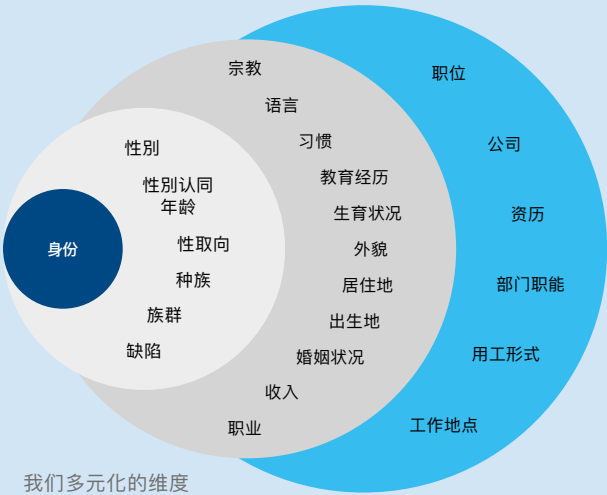 身份
性別
性別认同
年龄
性取向
种族
族群
缺陷
宗教
语言
习惯
教育经历
生育状况
外貌
居住地
出生地
婚姻状况
收入
职业
职位
公司
资历
部门职能
用工形式
工作地点
我们多元化的维度